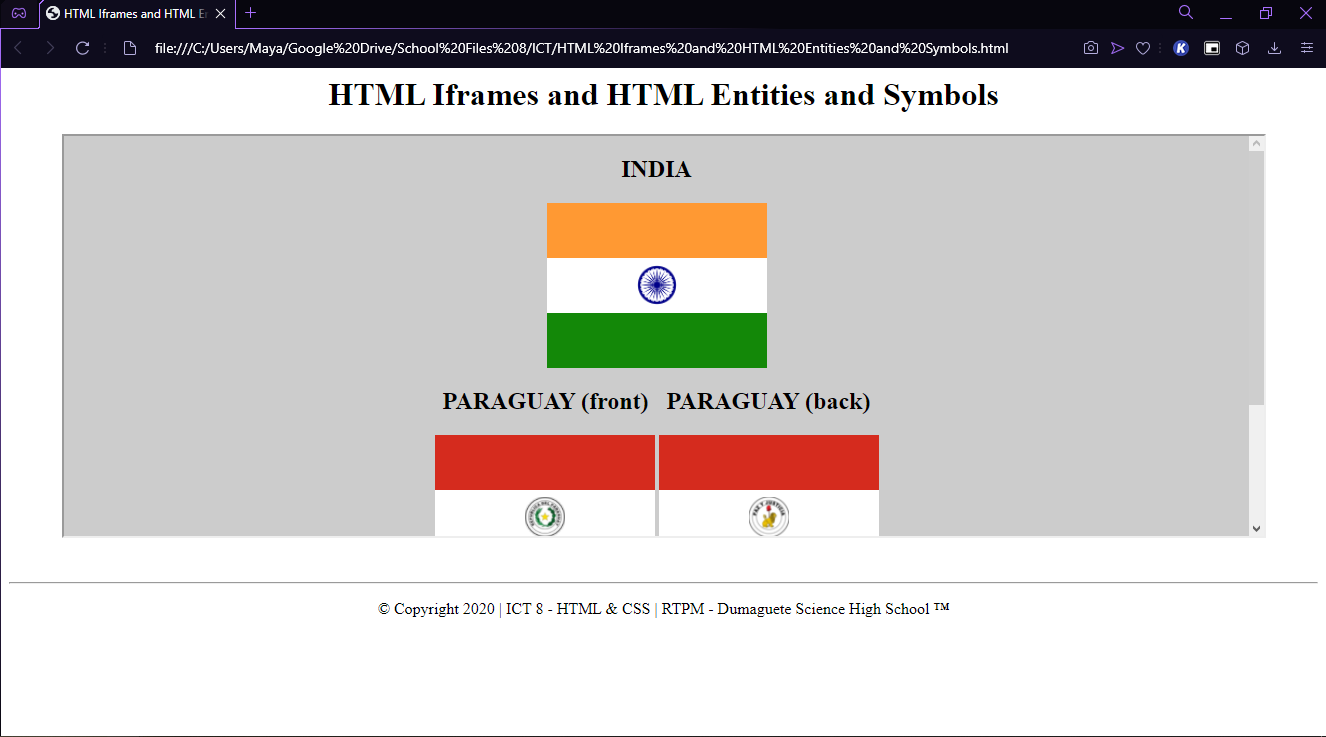 HTML Iframes and HTML E
file:///C:/Users/Maya/Google%20Drive/School%20Files%208/ICT/HTML%20Iframes%20and%20HTML%20Entities%20and%20Symbols.html
K
HTML Iframes and HTML Entities and Symbols
INDIA
PARAGUAY (front) PARAGUAY (back)
© Copyright 2020 | ICT 8 - HTML & CSS | RTPM - Dumaguete Science High School ™